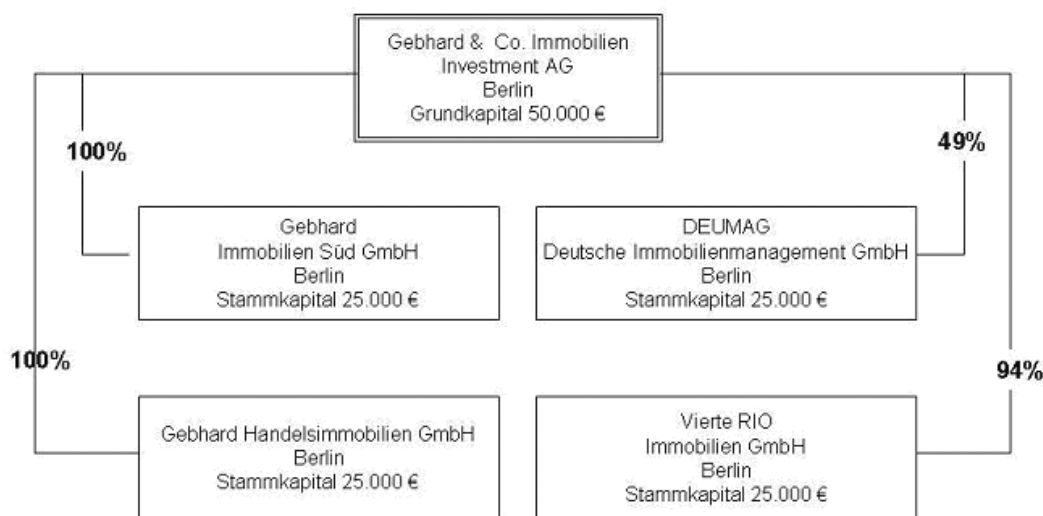 Gebhard & Co. Immobilien
Investment AG
Berlin
Grundkapital 50.000 €
100%
49%
Gebhard
Immobilien Süd GmbH
Berlin
Stammkapital 25.000 €
DEUMAG
Deutsche Immobilienmanagement GmbH
Berlin
Stammkapital 25.000 €
100%
94%
Gebhard Handelsimmobilien GmbH
Berlin
Stammkapital 25.000 €
Vierte RIO
Immobilien GmbH
Berlin
Stammkapital 25.000 €